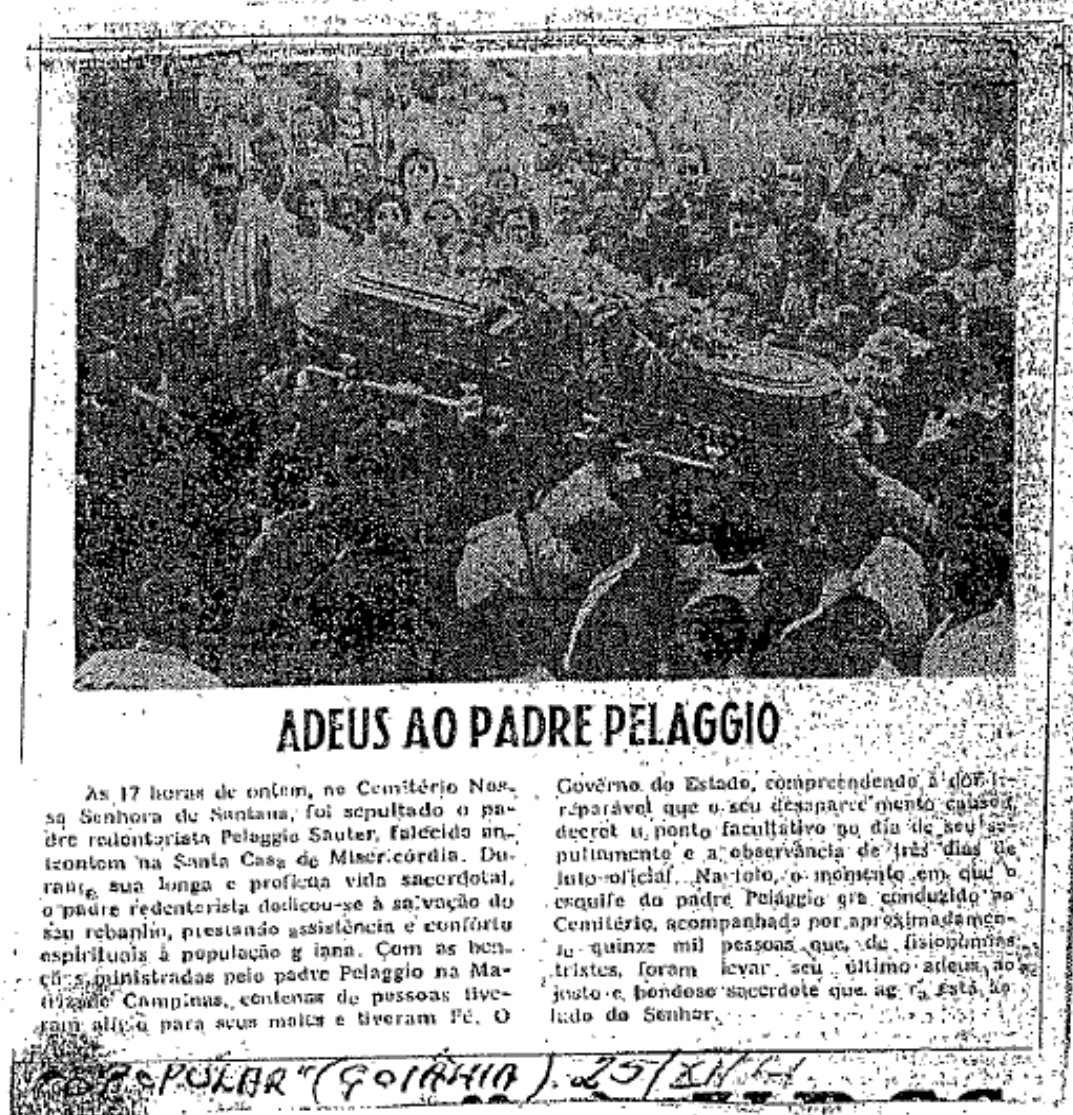 ADEUS AO PADRE PELAGGIO
As 17 horas de ontem, no Cemitério Nos-
sa Senhora de Santana, foi sepultado o pa-
dre redentorista Pelaggio Sauter, falecido an-
teontem na Santa Casa de Misericórdia. Du-
rante sua longa e profícua vida sacerdotal,
o padre redentorista dedicou-se à salvação do
seu rebanho, prestando assistência e conforto
espirituais à população g iana. Com as ben-
ministradas pelo padre Pelaggio na Ma-
triz de Campinas, centenas de pessoas tive-
ram alívio para seus males e tiveram Fé. O
Govêrno do Estado, compreendendo a dor ir-
reparável que o seu desaparec mento causou,
decret u ponto facultativo no dia de seu se-
pultamento e a observância de três dias de
luto oficial. Na foto, o momento em que o
esquife do padre Pelaggio era conduzido ao
Cemitério, acompanhado por aproximadamen-
te quinze mil pessoas que, de fisionomias
tristes, foram levar seu último adeus ao
justo e bondoso sacerdote que ag ra está ao
lado do Senhor.
"O POPULAR" (GOIÂNIA) 25/XI/